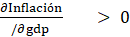 ∂Inflación
/∂gdp > 0